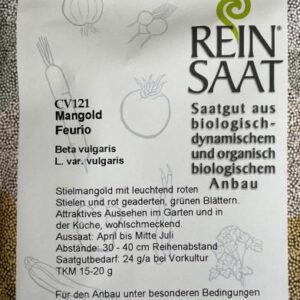 REIN
SAAT®
CV121
Mangold
Feurio
Beta vulgaris
L. var. vulgaris
Saatgut aus
biologisch-
dynamischem
und organisch
biologischem
Anbau
Stielmangold mit leuchtend roten
Stielen und rot geaderten, grünen Blättern.
Attraktives Aussehen im Garten und in
der Küche, wohlschmeckend.
Aussaat: April bis Mitte Juli
Abstände: 30 - 40 cm Reihenabstand
Saatgutbedarf: 24 g/a bei Vorkultur
TKM 15-20 g
Für den Anbau unter besonderen Bedingungen